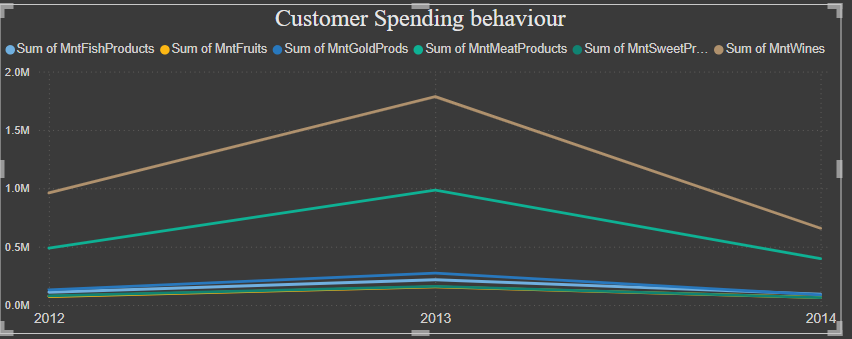 Customer Spending behaviour
Sum of MntFishProducts Sum of MntFruits Sum of MntGoldProds Sum of MntMeatProducts Sum of MntSweetPr... Sum of MntWines
2.0M
1.5M
1.0M
0.5M
0.0M
2012 2013 2014